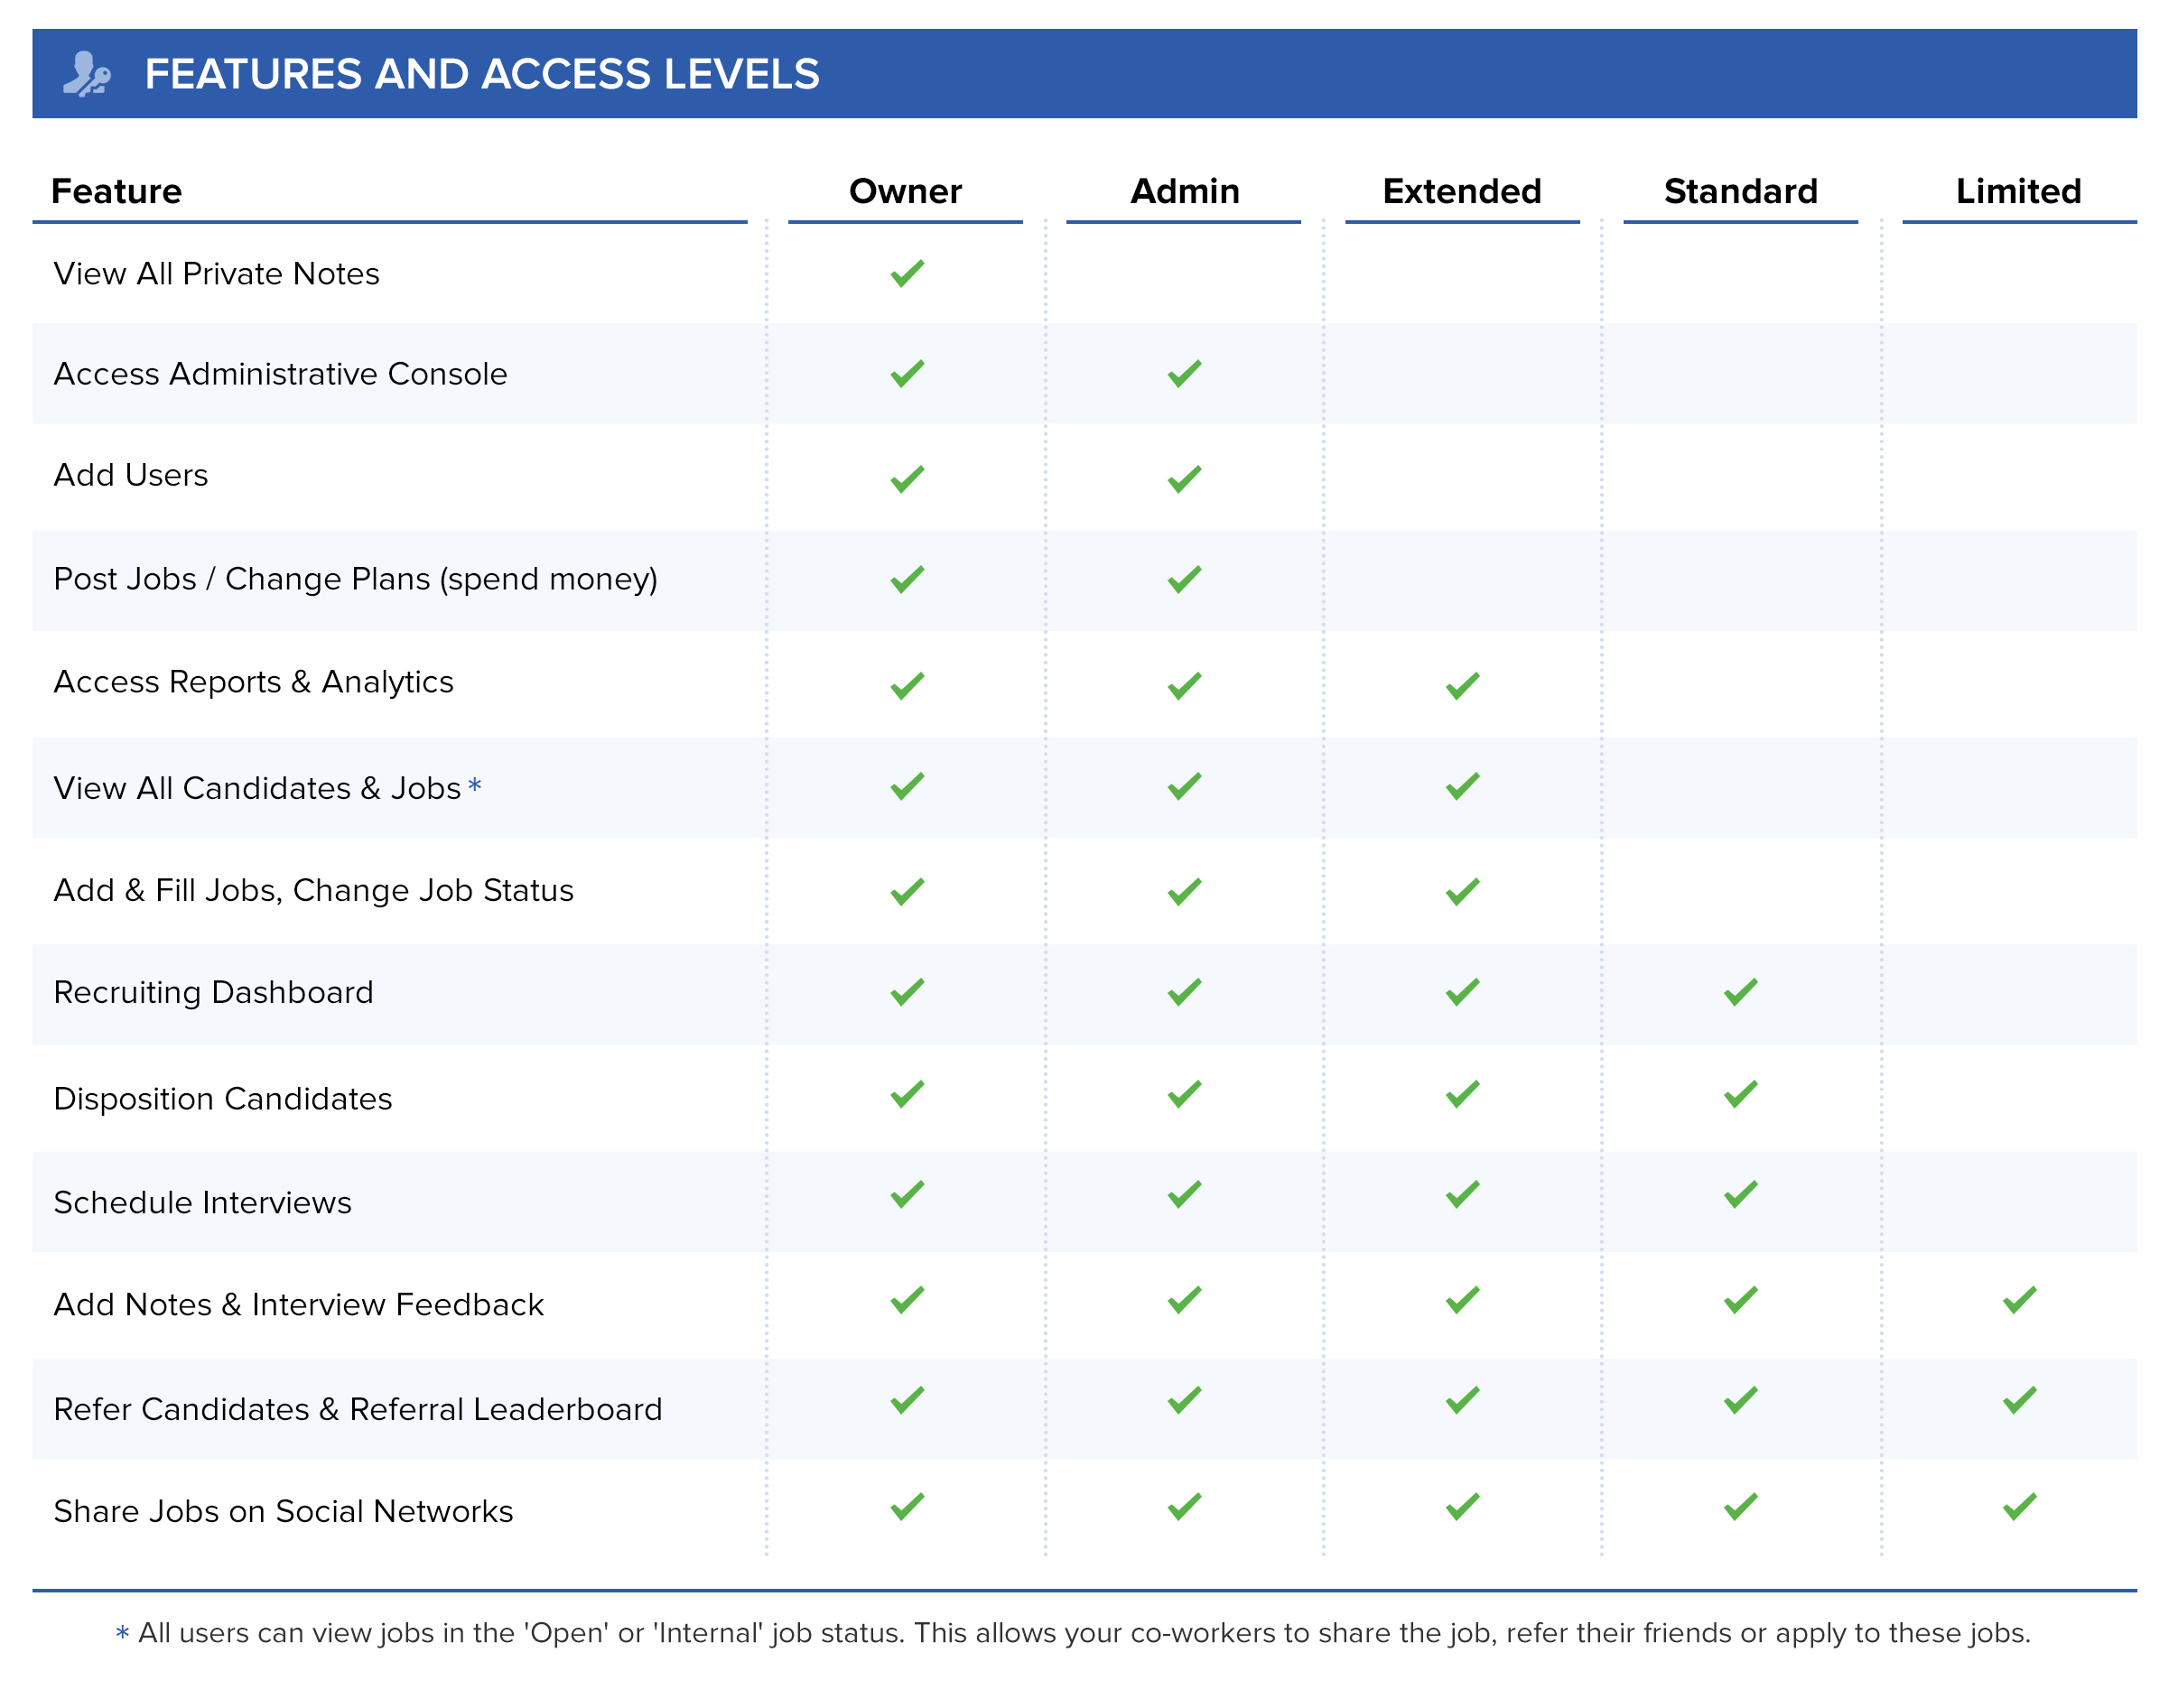 FEATURES AND ACCESS LEVELS
Feature Owner Admin Extended Standard Limited
View All Private Notes
Access Administrative Console
Add Users
Post Jobs / Change Plans (spend money)
Access Reports & Analytics
View All Candidates & Jobs *
Add & Fill Jobs, Change Job Status
Recruiting Dashboard
Disposition Candidates
Schedule Interviews
Add Notes & Interview Feedback
Refer Candidates & Referral Leaderboard
Share Jobs on Social Networks
* All users can view jobs in the 'Open' or 'Internal' job status. This allows your co-workers to share the job, refer their friends or apply to these jobs.